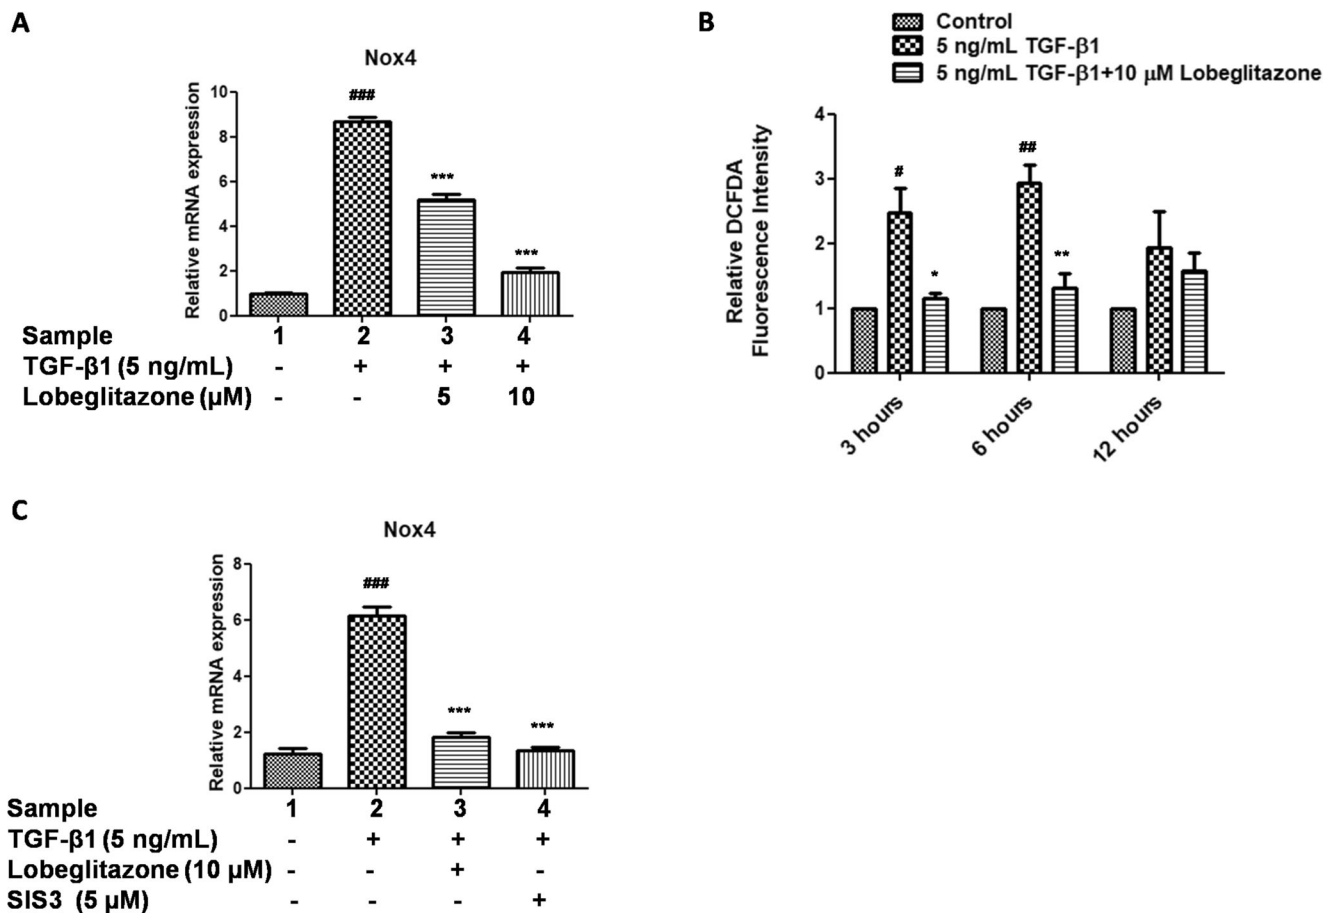 A
Nox4
Relative mRNA expression
10
8
6
4
2
0
###
***
***
Sample 1 2 3 4
TGF-β1 (5 ng/mL) - + + +
Lobeglitazone (μM) - - 5 10
B
Control
5 ng/mL TGF-β1
5 ng/mL TGF-β1+10 μM Lobeglitazone
Relative DCFDA
Fluorescence Intensity
4
3
2
1
0
#
*
##
**
3 hours
6 hours
12 hours
C
Nox4
Relative mRNA expression
8
6
4
2
0
###
***
***
Sample 1 2 3 4
TGF-β1 (5 ng/mL) - + + +
Lobeglitazone (10 μM) - - + -
SIS3 (5 μM) - - - +